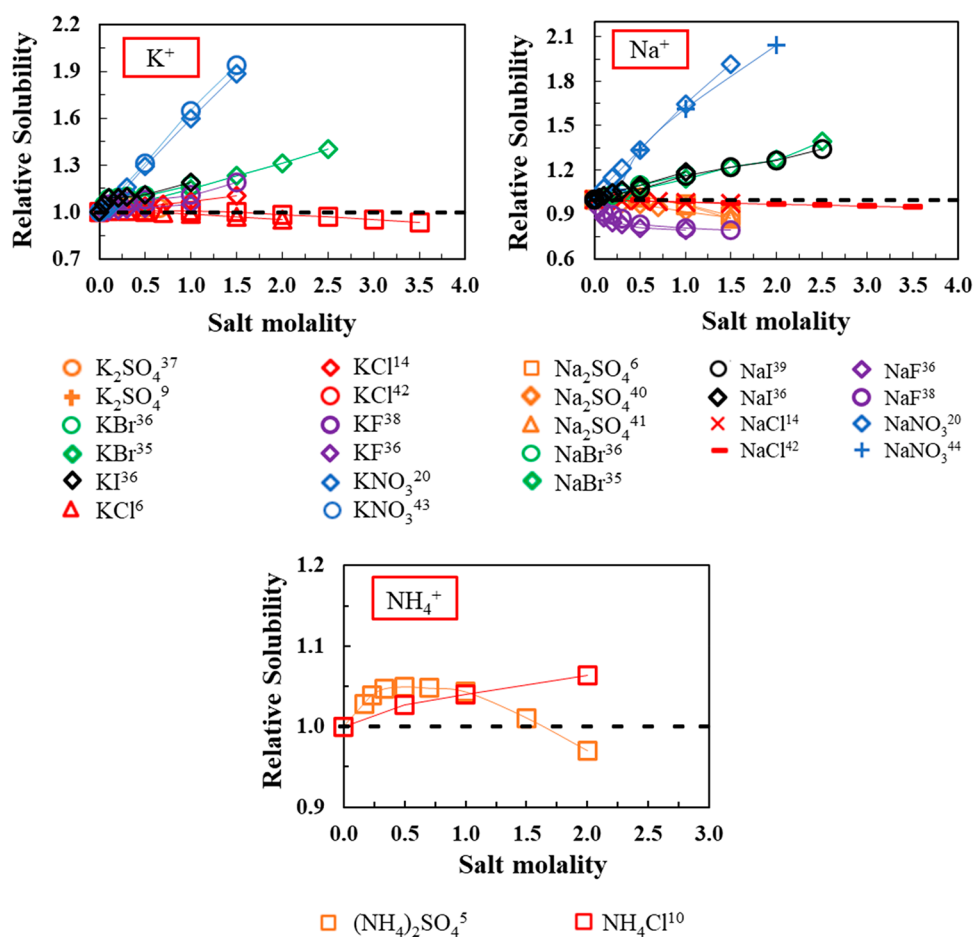 K⁺
Relative Solubility
2.2
1.9
1.6
1.3
1.0
0.7
0.0 0.5 1.0 1.5 2.0 2.5 3.0 3.5 4.0
Salt molality
Na⁺
Relative Solubility
2.1
1.8
1.5
1.2
0.9
0.6
0.0 0.5 1.0 1.5 2.0 2.5 3.0 3.5 4.0
Salt molality
K₂SO₄³⁷
K₂SO₄⁹
KBr³⁶
KBr³⁵
KI³⁶
KCl⁶
KCl¹⁴
KCl⁴²
KF³⁸
KF³⁶
KNO₃²⁰
KNO₃⁴³
Na₂SO₄⁶
Na₂SO₄⁴⁰
Na₂SO₄⁴¹
NaBr³⁶
NaBr³⁵
NaI³⁹
NaI³⁶
NaCl¹⁴
NaCl⁴²
NaF³⁶
NaF³⁸
NaNO₃²⁰
NaNO₃⁴⁴
NH₄⁺
Relative Solubility
1.2
1.1
1.0
0.9
0.0 0.5 1.0 1.5 2.0 2.5 3.0
Salt molality
(NH₄)₂SO₄⁵
NH₄Cl¹⁰